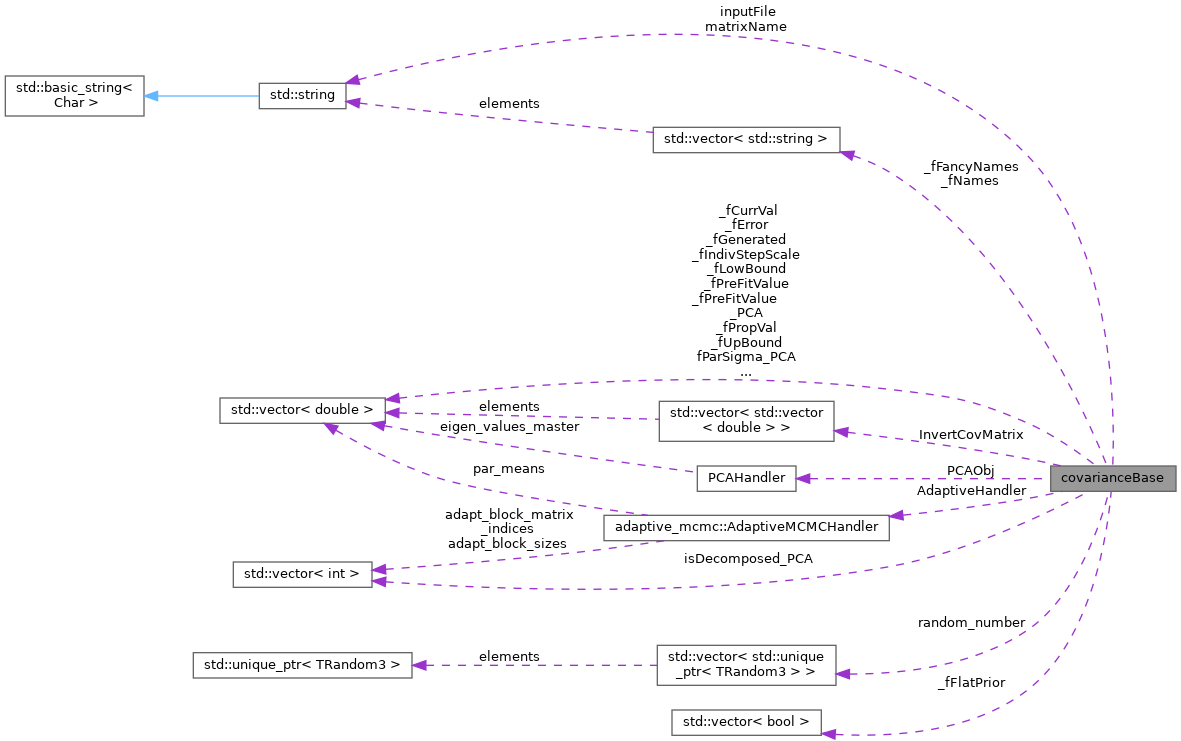 inputFile
matrixName
std::basic_string<
Char >
std::string
elements
std::vector< std::string >
_fFancyNames
_fNames
_fCurrVal
_fError
_fGenerated
_fIndivStepScale
_fLowBound
_fPreFitValue
_fPreFitValue
_PCA
_fPropVal
_fUpBound
fParSigma_PCA
...
std::vector< double >
elements
std::vector< std::vector
< double > >
eigen_values_master
InvertCovMatrix
par_means
PCAHandler
PCAObj
covarianceBase
AdaptiveHandler
adapt_block_matrix
_indices
adapt_block_sizes
adaptive_mcmc::AdaptiveMCMCHandler
isDecomposed_PCA
std::vector< int >
random_number
std::unique_ptr< TRandom3 >
elements
std::vector< std::unique
_ptr< TRandom3 > >
_fFlatPrior
std::vector< bool >